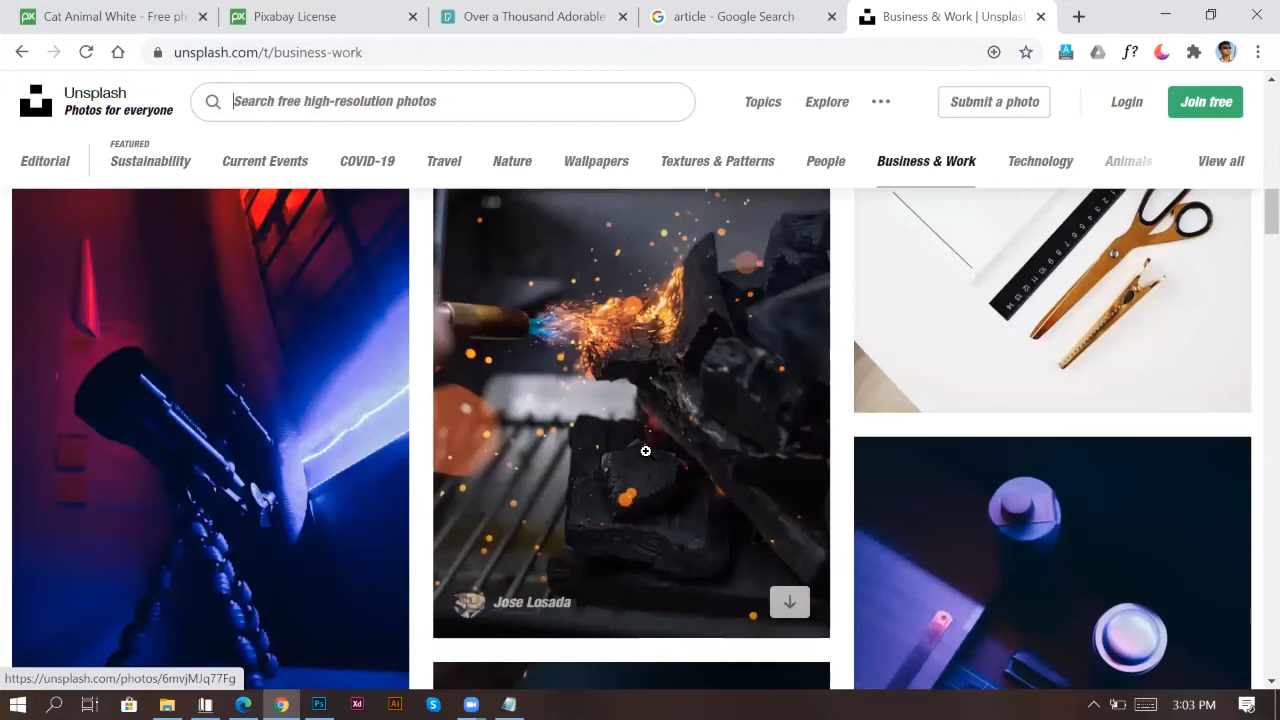 Cat Animal White - Free ph
Pixabay License
Over a Thousand Adorable
article - Google Search
Business & Work | Unsplas
unsplash.com/t/business-work
Unsplash
Photos for everyone
Search free high-resolution photos
Topics
Explore
Submit a photo
Login
Join free
Editorial
FEATURED
Sustainability
Current Events
COVID-19
Travel
Nature
Wallpapers
Textures & Patterns
People
Business & Work
Technology
Animals
View all
Jose Losada
https://unsplash.com/photos/6mvjMJq77Fg
3:03 PM